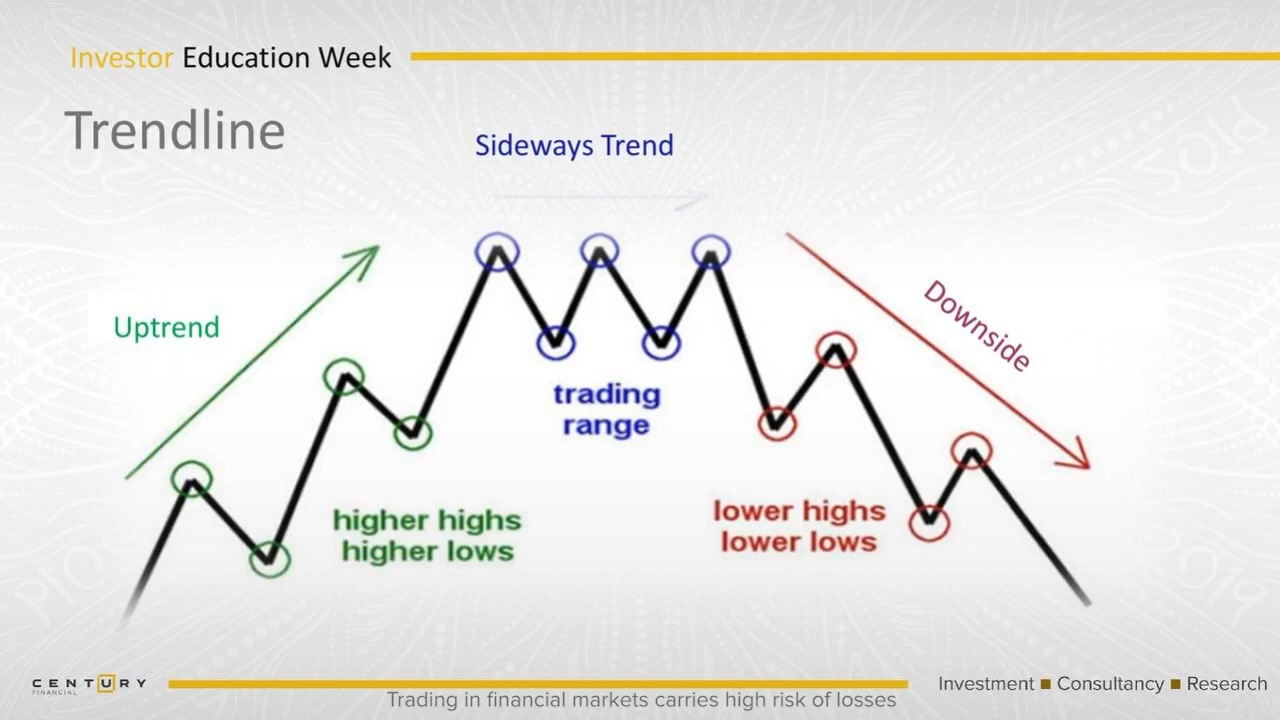 Investor Education Week
Trendline
Sideways Trend
Uptrend
Downside
trading
range
higher highs
higher lows
lower highs
lower lows
CENTURY
FINANCIAL
Trading in financial markets carries high risk of losses
Investment ■ Consultancy ■ Research